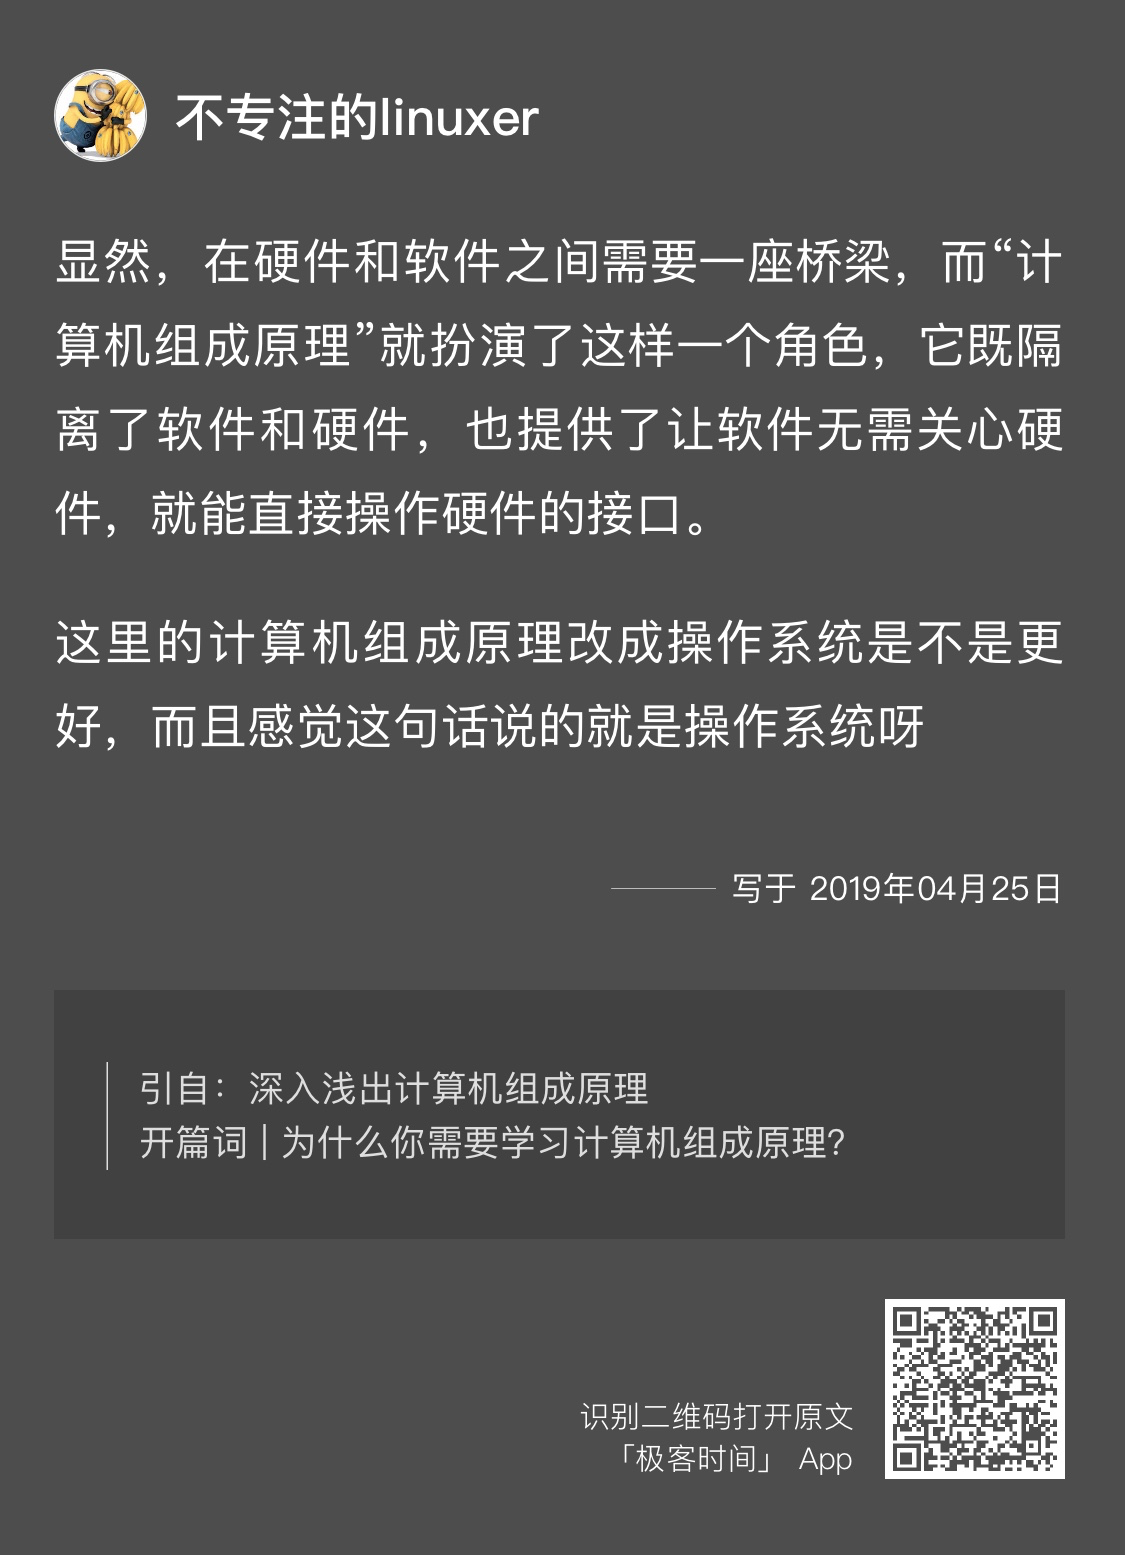 不专注的linuxer
显然，在硬件和软件之间需要一座桥梁，而“计
算机组成原理”就扮演了这样一个角色，它既隔
离了软件和硬件，也提供了让软件无需关心硬
件，就能直接操作硬件的接口。
这里的计算机组成原理改成操作系统是不是更
好，而且感觉这句话说的就是操作系统呀
写于 2019年04月25日
引自：深入浅出计算机组成原理
开篇词 | 为什么你需要学习计算机组成原理?
识别二维码打开原文
「极客时间」 App